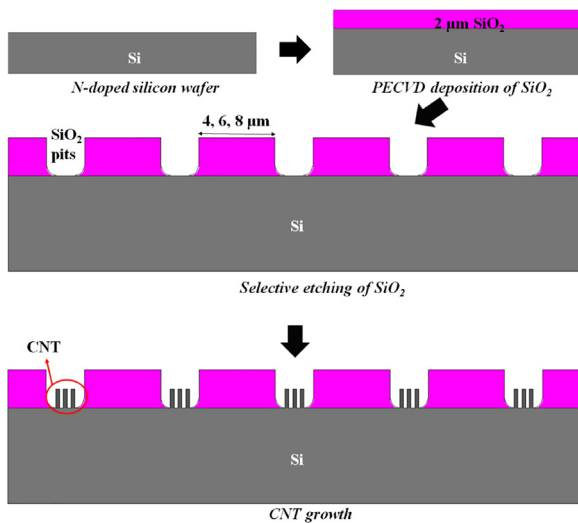 Si
N-doped silicon wafer
2 µm SiO₂
Si
PECVD deposition of SiO₂
SiO₂
pits
4, 6, 8 µm
Si
Selective etching of SiO₂
CNT
Si
CNT growth